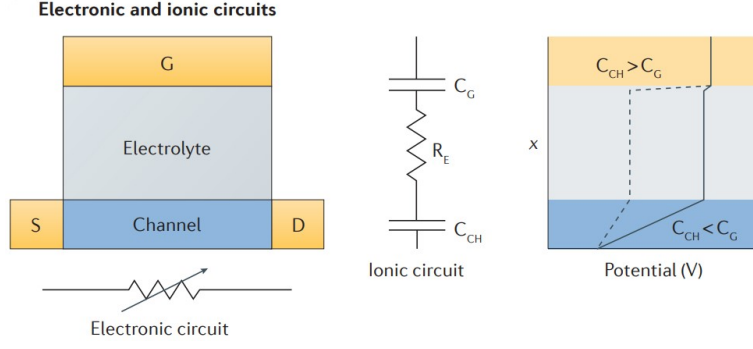 Electronic and ionic circuits
G
Electrolyte
S
Channel
D
Electronic circuit
C_G
R_E
C_CH
Ionic circuit
x
C_CH > C_G
C_CH < C_G
Potential (V)